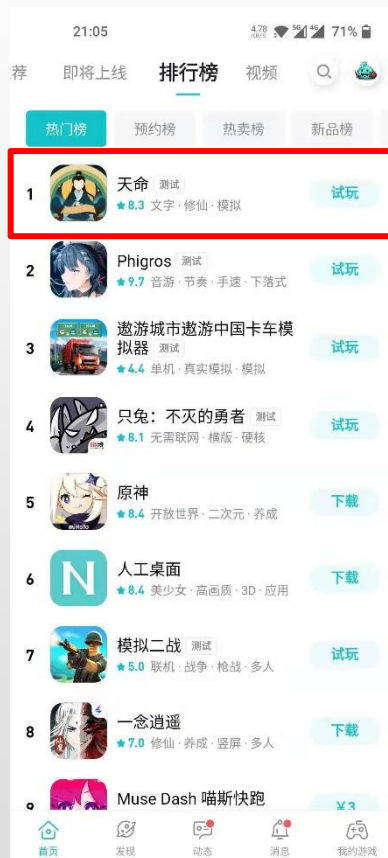 21:05
4.78 KB/S 5G 4G 71%
荐 即将上线 排行榜 视频
热门榜 预约榜 热卖榜 新品榜
1
天命 测试
★8.3 文字·修仙·模拟
试玩
2
Phigros 测试
★9.7 音游·节奏·手速·下落式
试玩
3
遨游城市遨游中国卡车模
拟器 测试
★4.4 单机·真实模拟·模拟
试玩
4
只兔：不灭的勇者 测试
★8.1 无需联网·横版·硬核
试玩
5
原神
★8.4 开放世界·二次元·养成
下载
6
N
人工桌面
★8.4 美少女·高画质·3D·应用
下载
7
模拟二战 测试
★5.0 联机·战争·枪战·多人
试玩
8
一念逍遥
★7.0 修仙·养成·竖屏·多人
下载
9
Muse Dash 喵斯快跑
¥3
首页 发现 动态 消息 我的游戏